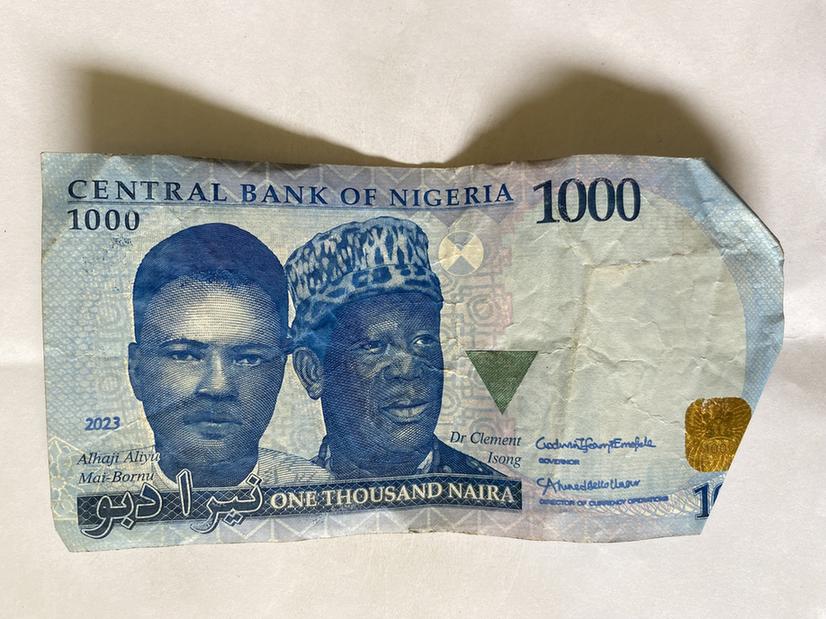 CENTRAL BANK OF NIGERIA
1000
1000
2023
Alhaji Aliyu
Mai-Bornu
Dr Clement
Isong
GOVERNOR
DIRECTOR OF CURRENCY OPERATIONS
نيرا دبو
ONE THOUSAND NAIRA